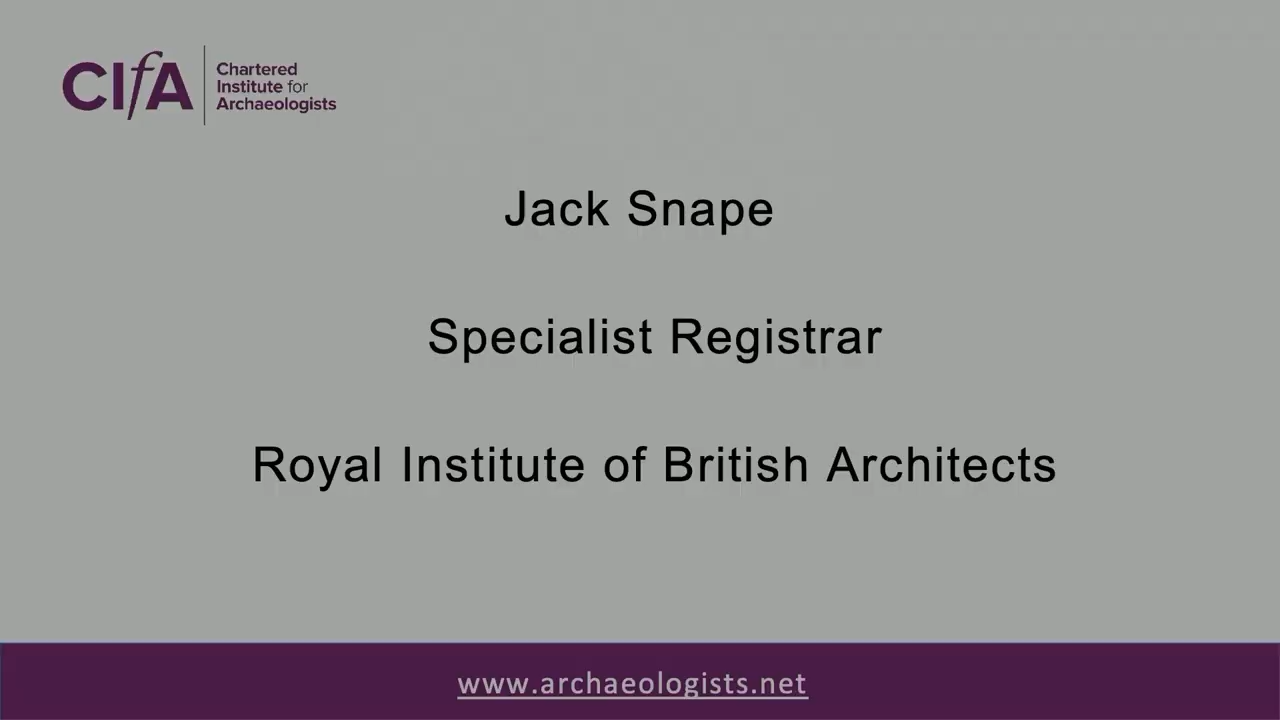 CIfA
Chartered
Institute for
Archaeologists
Jack Snape
Specialist Registrar
Royal Institute of British Architects
www.archaeologists.net